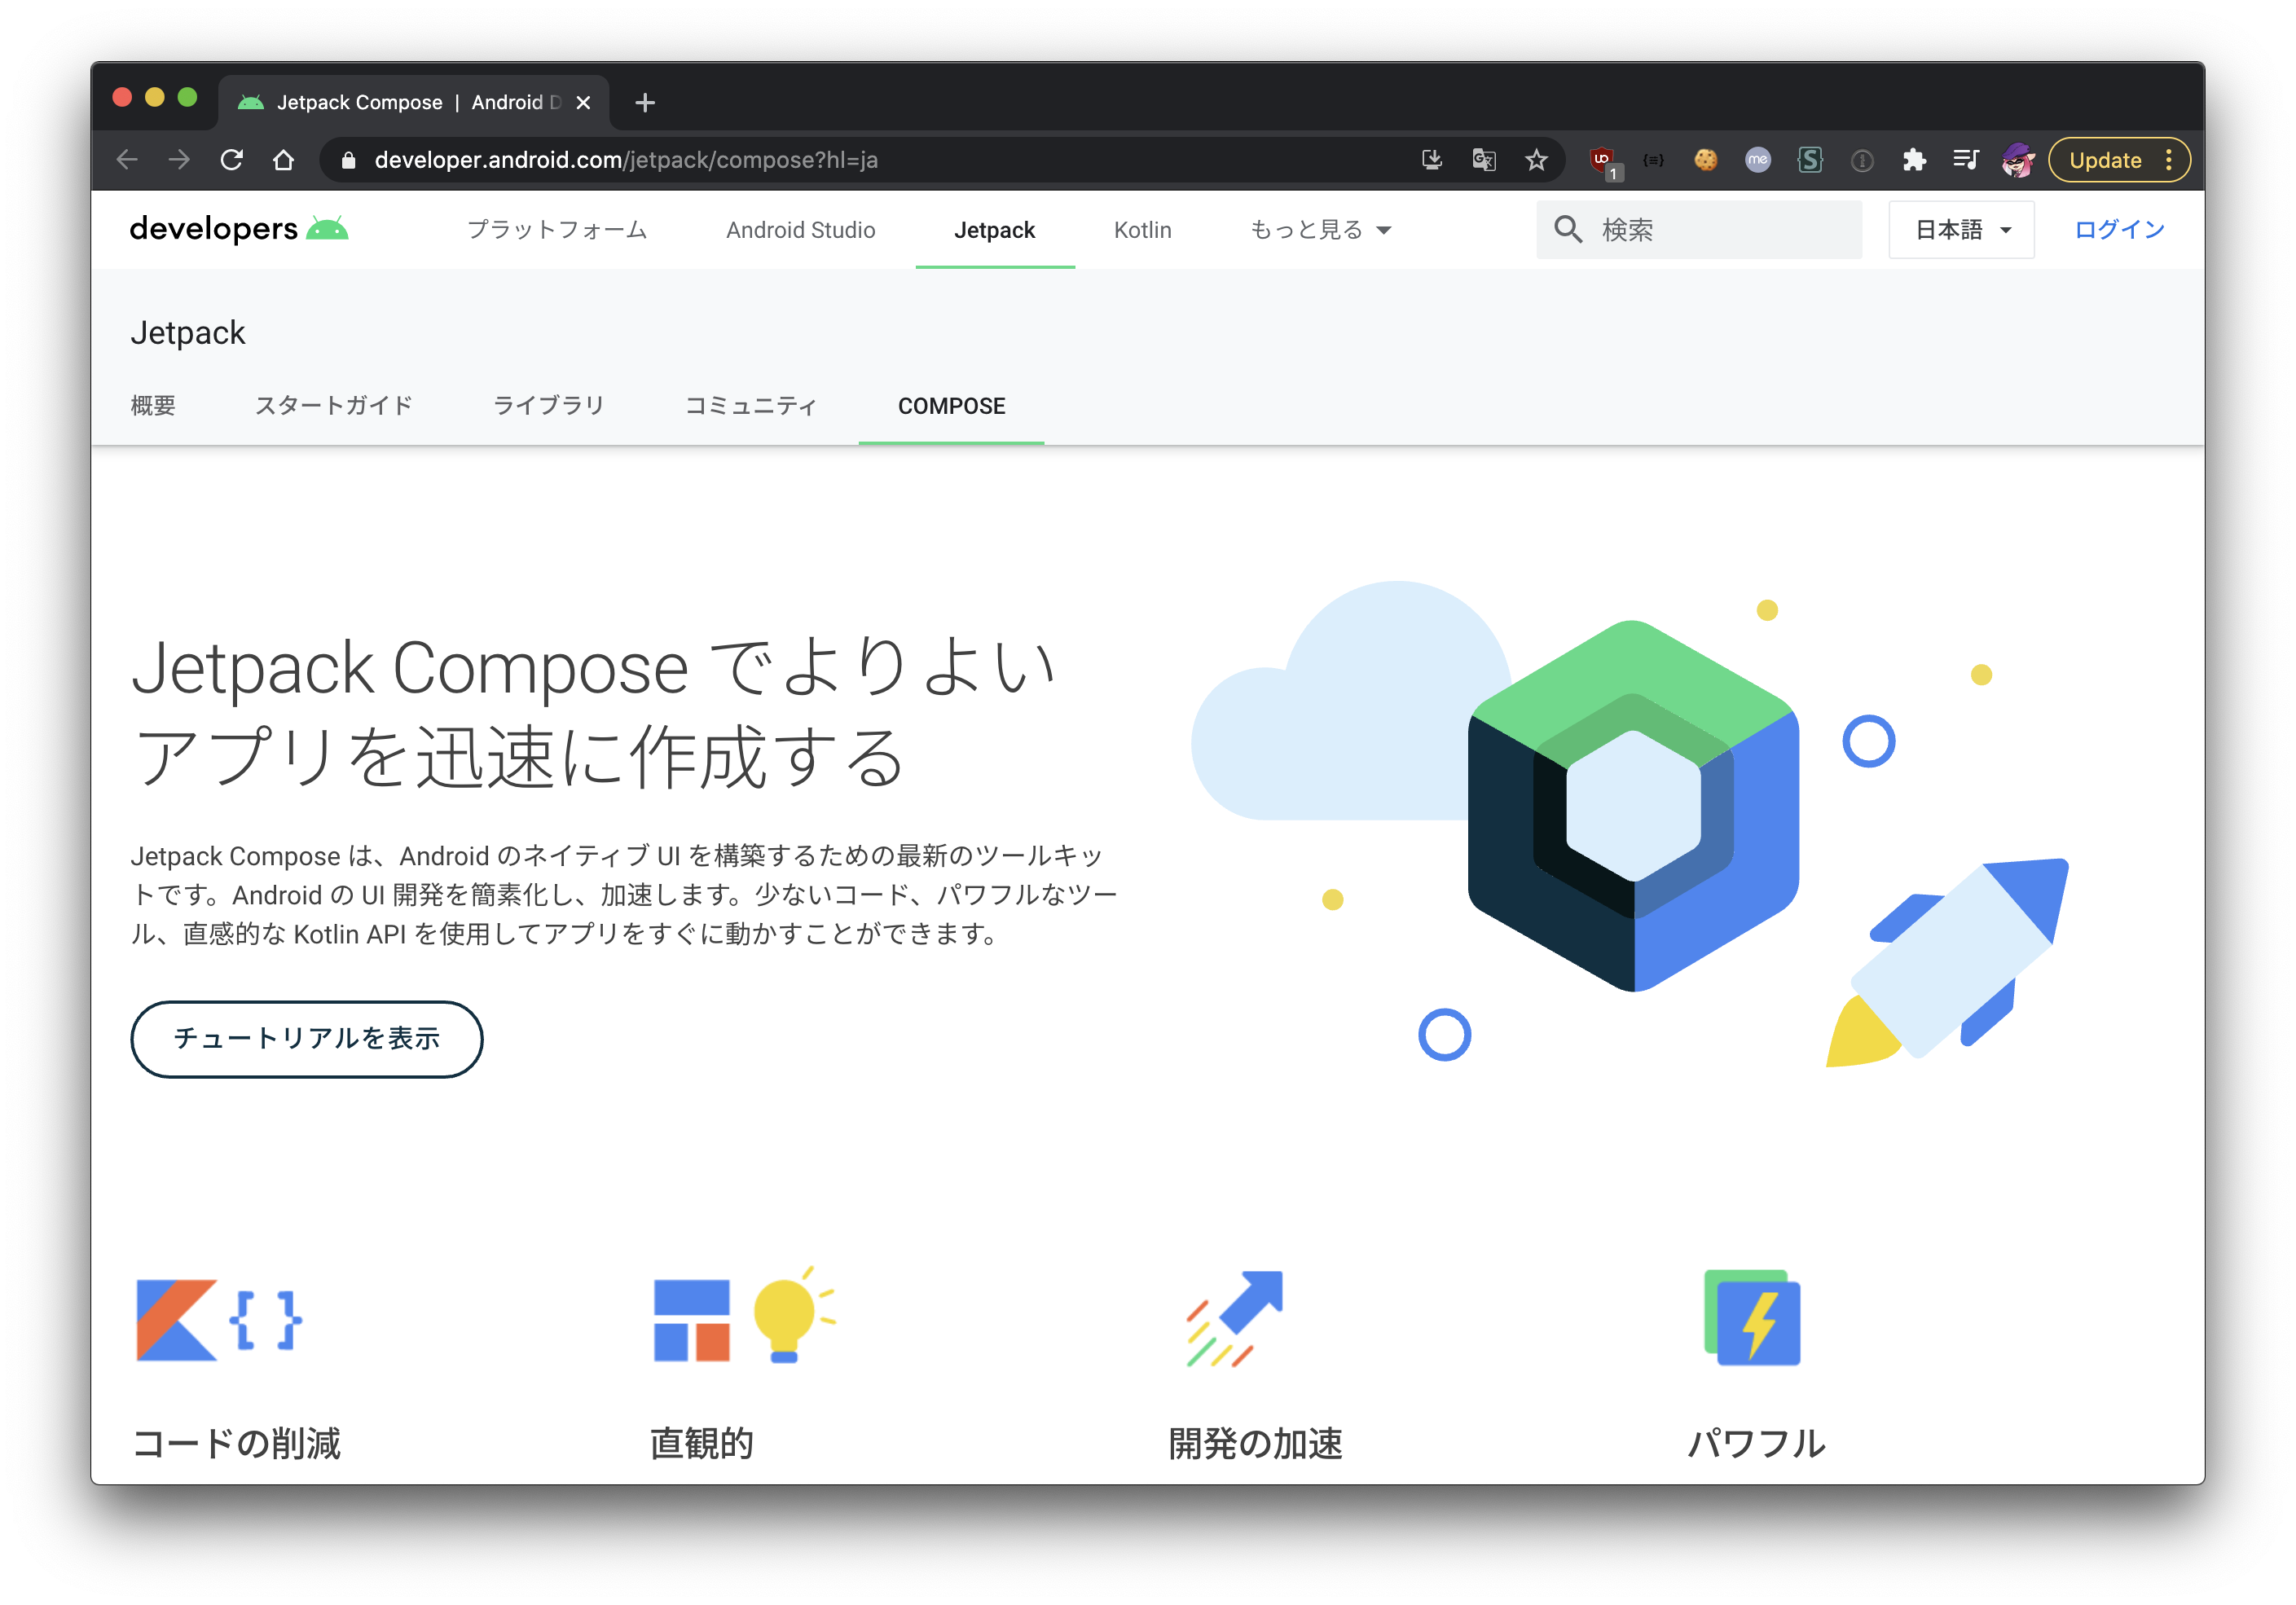 Jetpack Compose | Android D
developer.android.com/jetpack/compose?hl=ja
1
me
S
Update
developers
プラットフォーム
Android Studio
Jetpack
Kotlin
もっと見る
検索
日本語
ログイン
Jetpack
概要
スタートガイド
ライブラリ
コミュニティ
COMPOSE
Jetpack Compose でよりよい
アプリを迅速に作成する
Jetpack Compose は、Android のネイティブ UI を構築するための最新のツールキッ
トです。Android の UI 開発を簡素化し、加速します。少ないコード、パワフルなツー
ル、直感的な Kotlin API を使用してアプリをすぐに動かすことができます。
チュートリアルを表示
{ }
コードの削減
直観的
開発の加速
パワフル